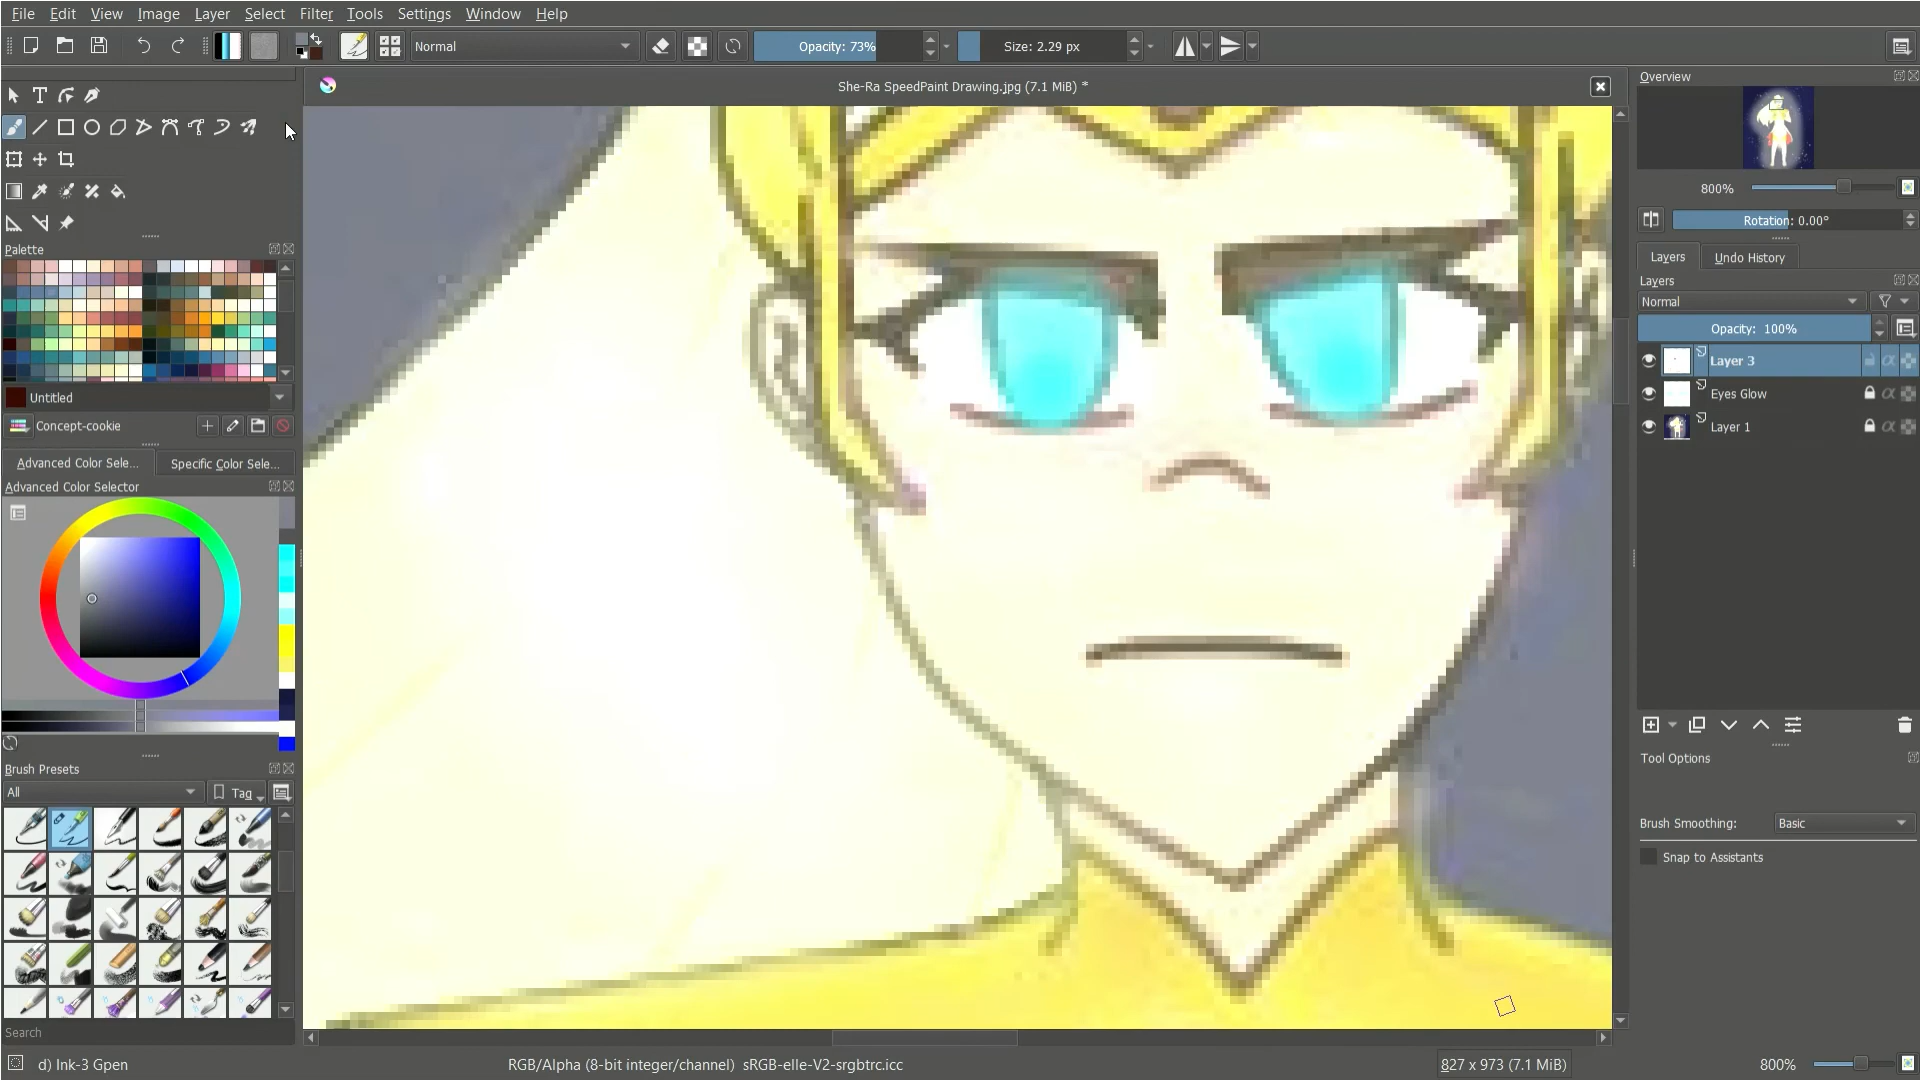 File Edit View Image Layer Select Filter Tools Settings Window Help
Normal Opacity: 73% Size: 2.29 px
She-Ra SpeedPaint Drawing.jpg (7.1 MiB) *
Overview
800%
Rotation: 0.00°
Palette
Layers Undo History
Layers
Normal
Opacity: 100%
Layer 3
Eyes Glow
Layer 1
Untitled
Concept-cookie
Advanced Color Sele... Specific Color Sele...
Advanced Color Selector
Tool Options
Brush Presets
All Tag
Brush Smoothing: Basic
Snap to Assistants
Search
d) Ink-3 Gpen RGB/Alpha (8-bit integer/channel) sRGB-elle-V2-srgbtrc.icc 827 x 973 (7.1 MiB) 800%